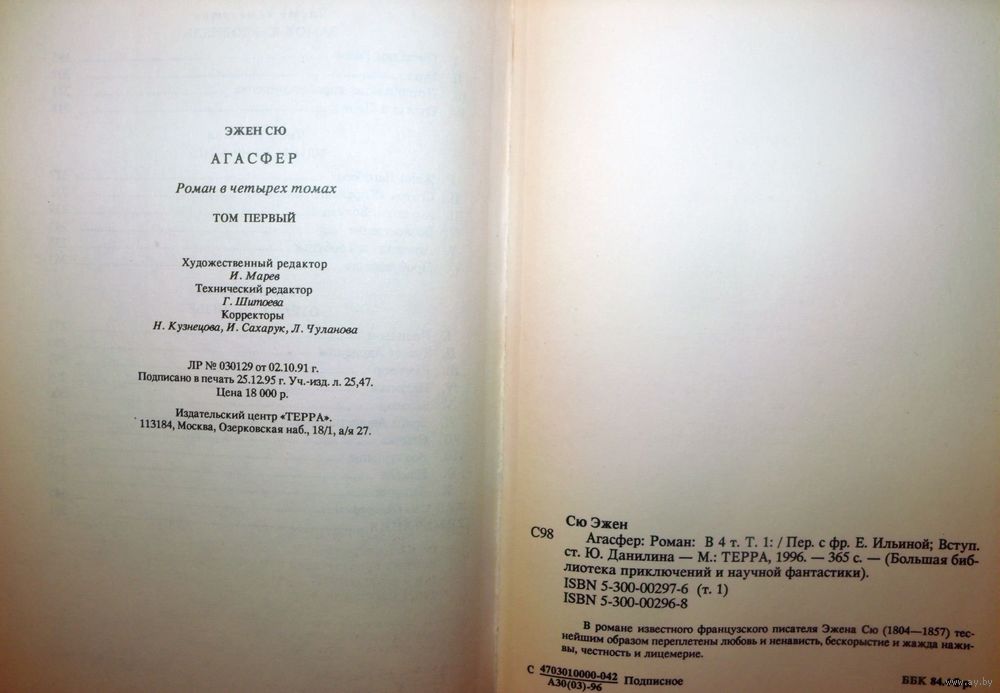 ЭЖЕН СЮ
АГАСФЕР
Роман в четырех томах
ТОМ ПЕРВЫЙ
Художественный редактор
И. Марев
Технический редактор
Г. Шитоева
Корректоры
Н. Кузнецова, И. Сахарук, Л. Чуланова
ЛР № 030129 от 02.10.91 г.
Подписано в печать 25.12.95 г. Уч.-изд. л. 25,47.
Цена 18 000 р.
Издательский центр «ТЕРРА».
113184, Москва, Озерковская наб., 18/1, а/я 27.
Сю Эжен
С98 Агасфер: Роман: В 4 т. Т. 1: / Пер. с фр. Е. Ильиной; Вступ.
ст. Ю. Данилина — М.: ТЕРРА, 1996. — 365 с. — (Большая биб-
лиотека приключений и научной фантастики).
ISBN 5-300-00297-6 (т. 1)
ISBN 5-300-00296-8
В романе известного французского писателя Эжена Сю (1804—1857) тес-
нейшим образом переплетены любовь и ненависть, бескорыстие и жажда нажи-
вы, честность и лицемерие.
С 4703010000-042 Подписное
А30(03)-96
ББК 84.
www.ay.by